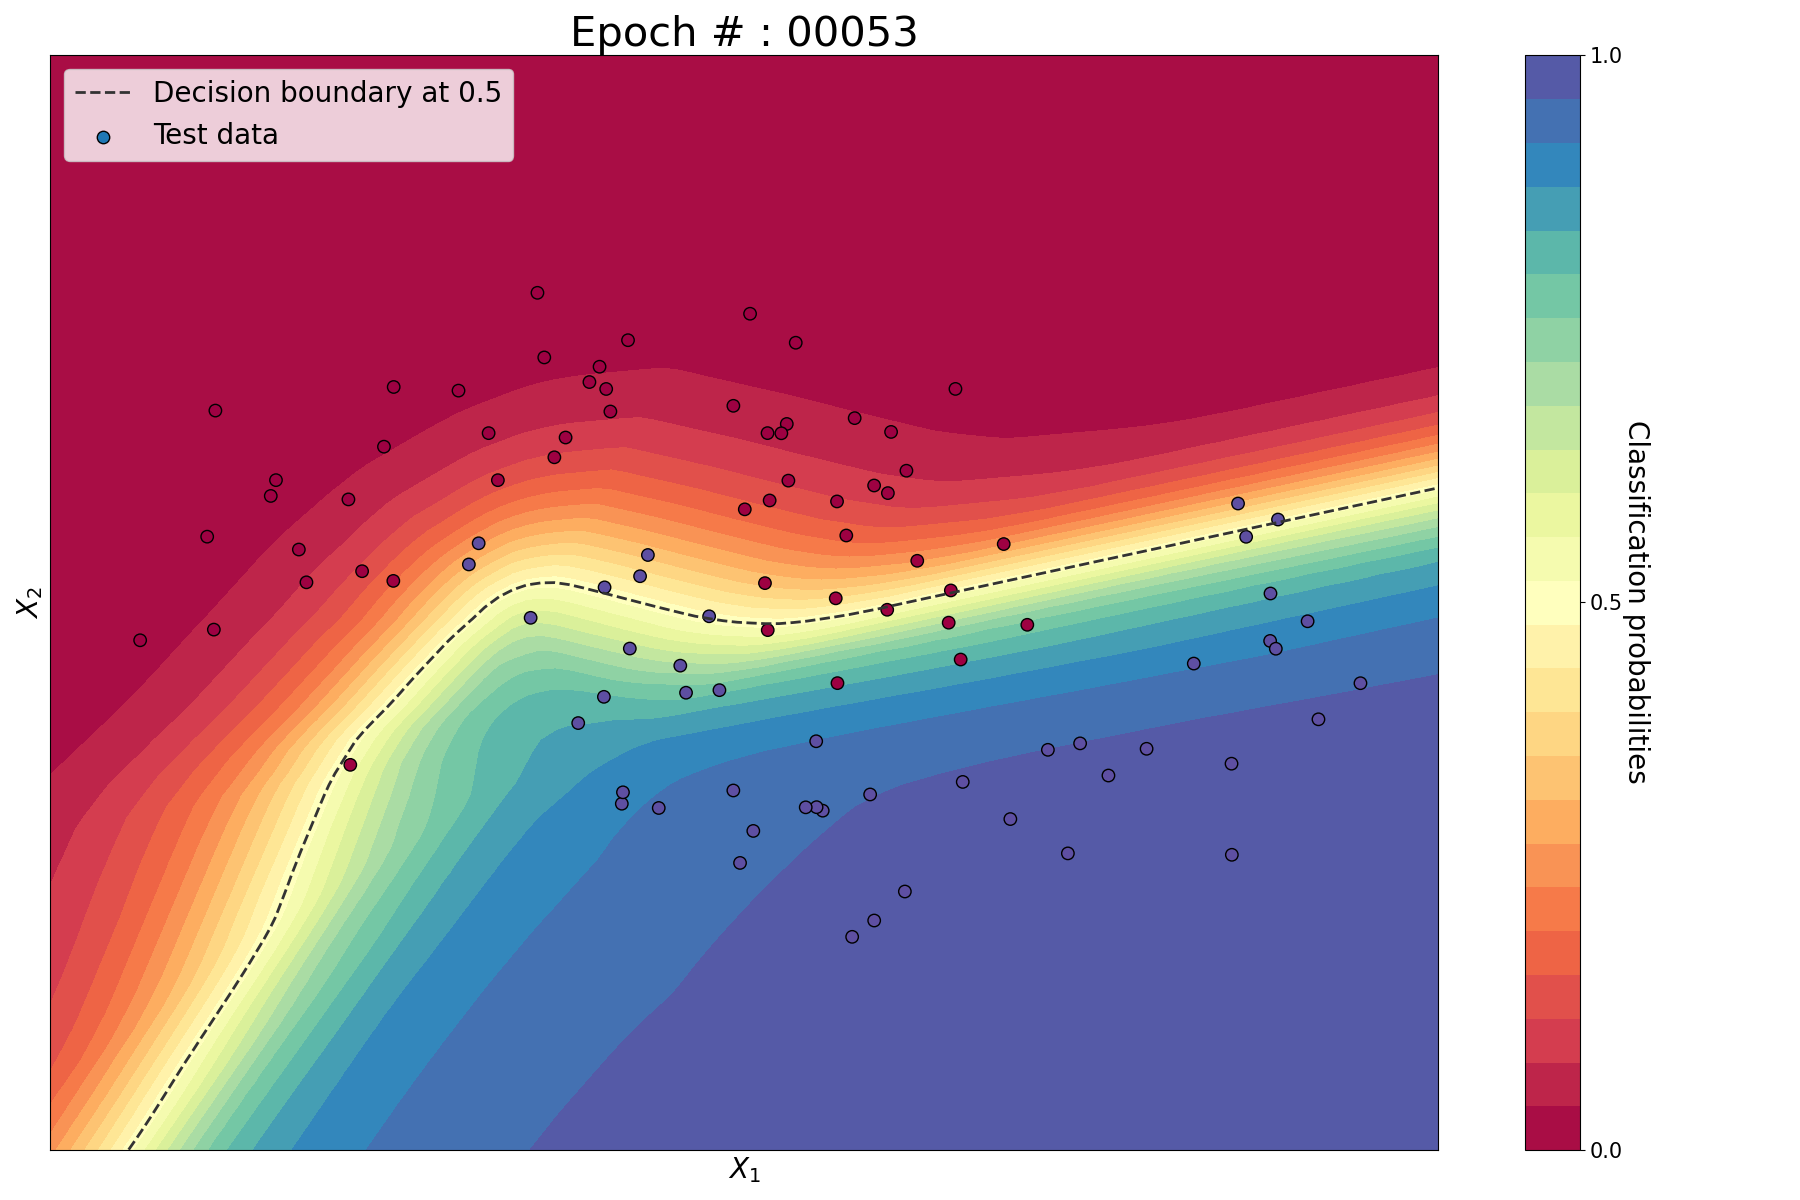 Epoch # : 00053
Decision boundary at 0.5
Test data
X₂
X₁
1.0
0.5
0.0
Classification probabilities